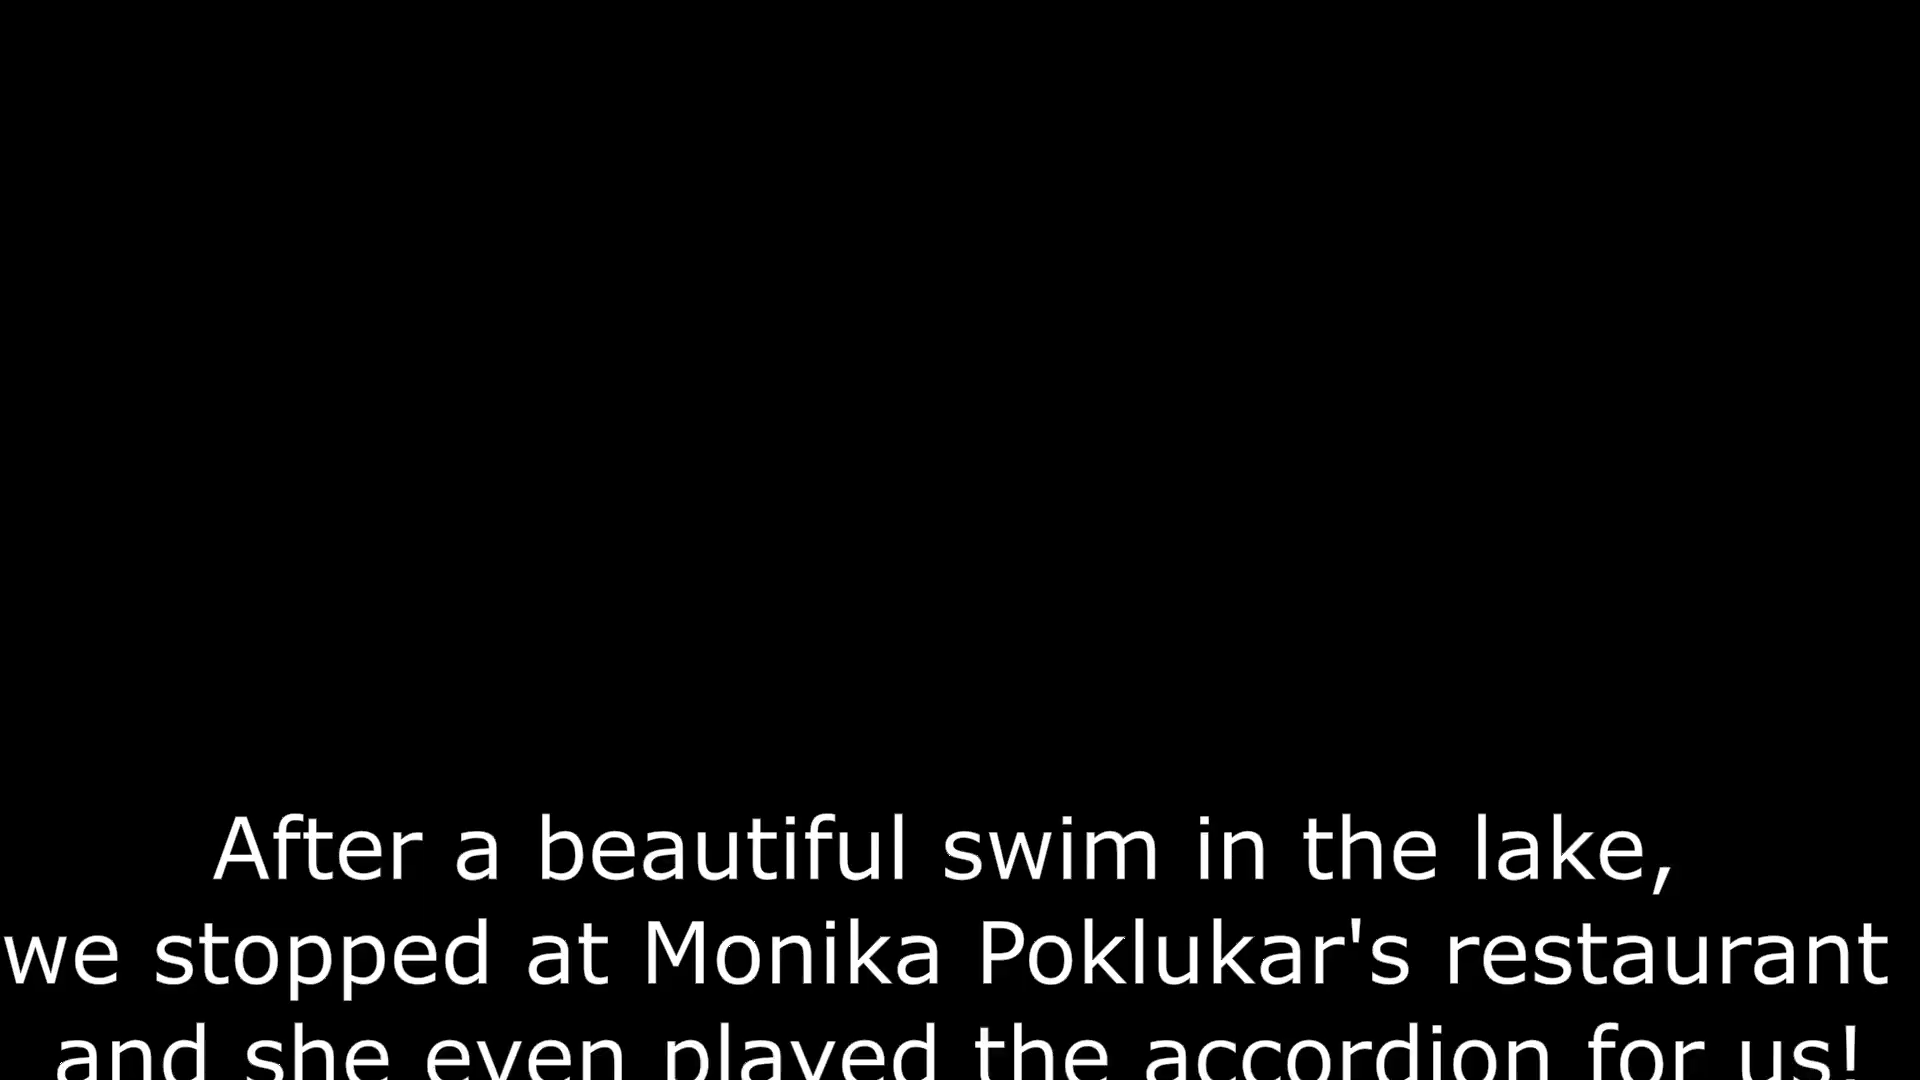 After a beautiful swim in the lake,
we stopped at Monika Poklukar's restaurant
and she even played the accordion for us!